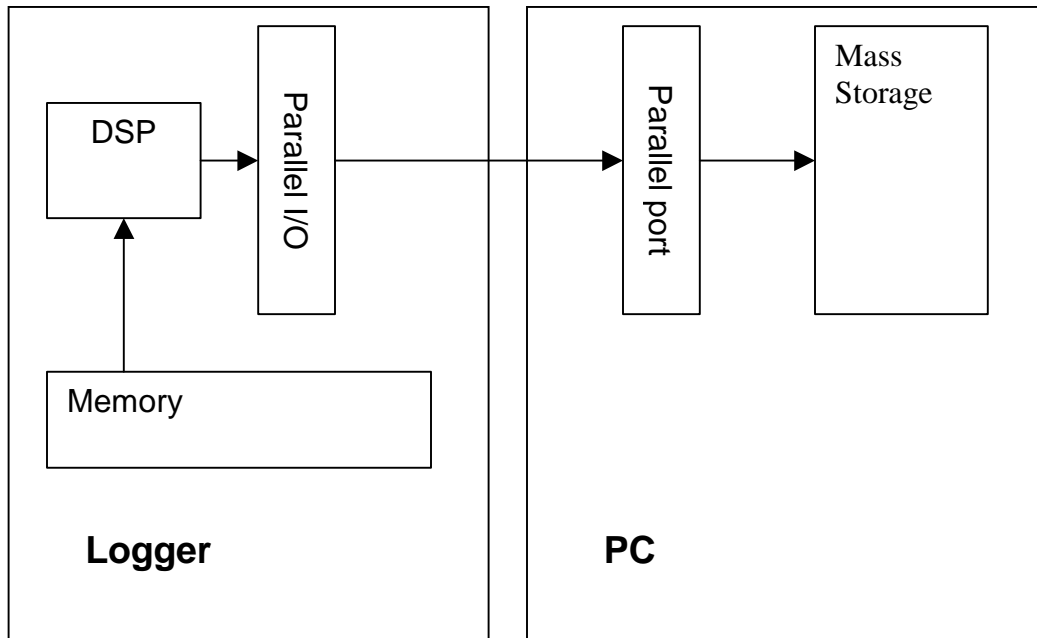 DSP
Parallel I/O
Memory
Logger
Parallel port
Mass
Storage
PC